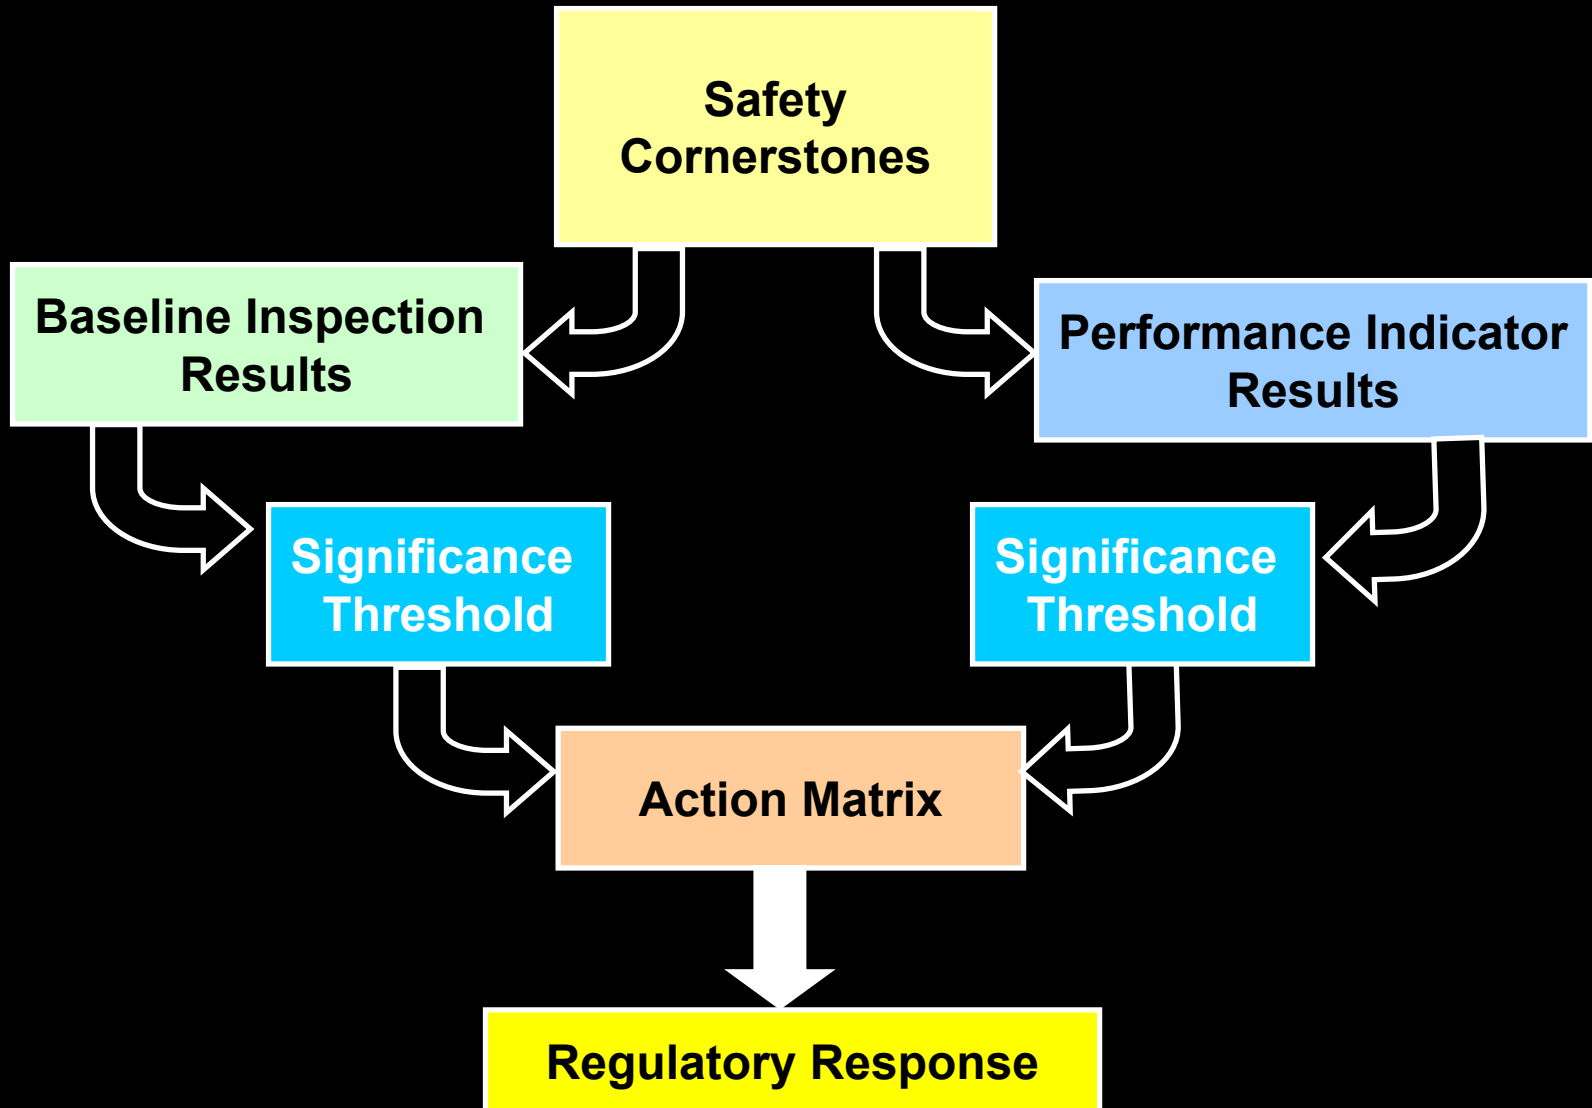 Safety
Cornerstones
Baseline Inspection
Results
Performance Indicator
Results
Significance
Threshold
Significance
Threshold
Action Matrix
Regulatory Response